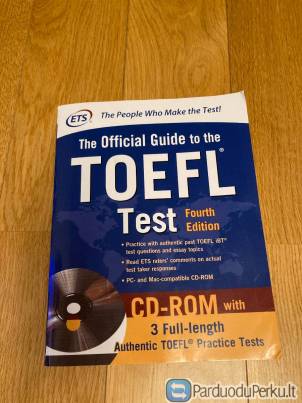 ETS
The People Who Make the Test!
The Official Guide to the
TOEFL®
Test Fourth
Edition
• Practice with authentic past TOEFL iBT®
test questions and essay topics
• Read ETS raters' comments on actual
test taker responses
• PC- and Mac-compatible CD-ROM
CD-ROM with
3 Full-length
Authentic TOEFL® Practice Tests
ParduoduPerku.lt